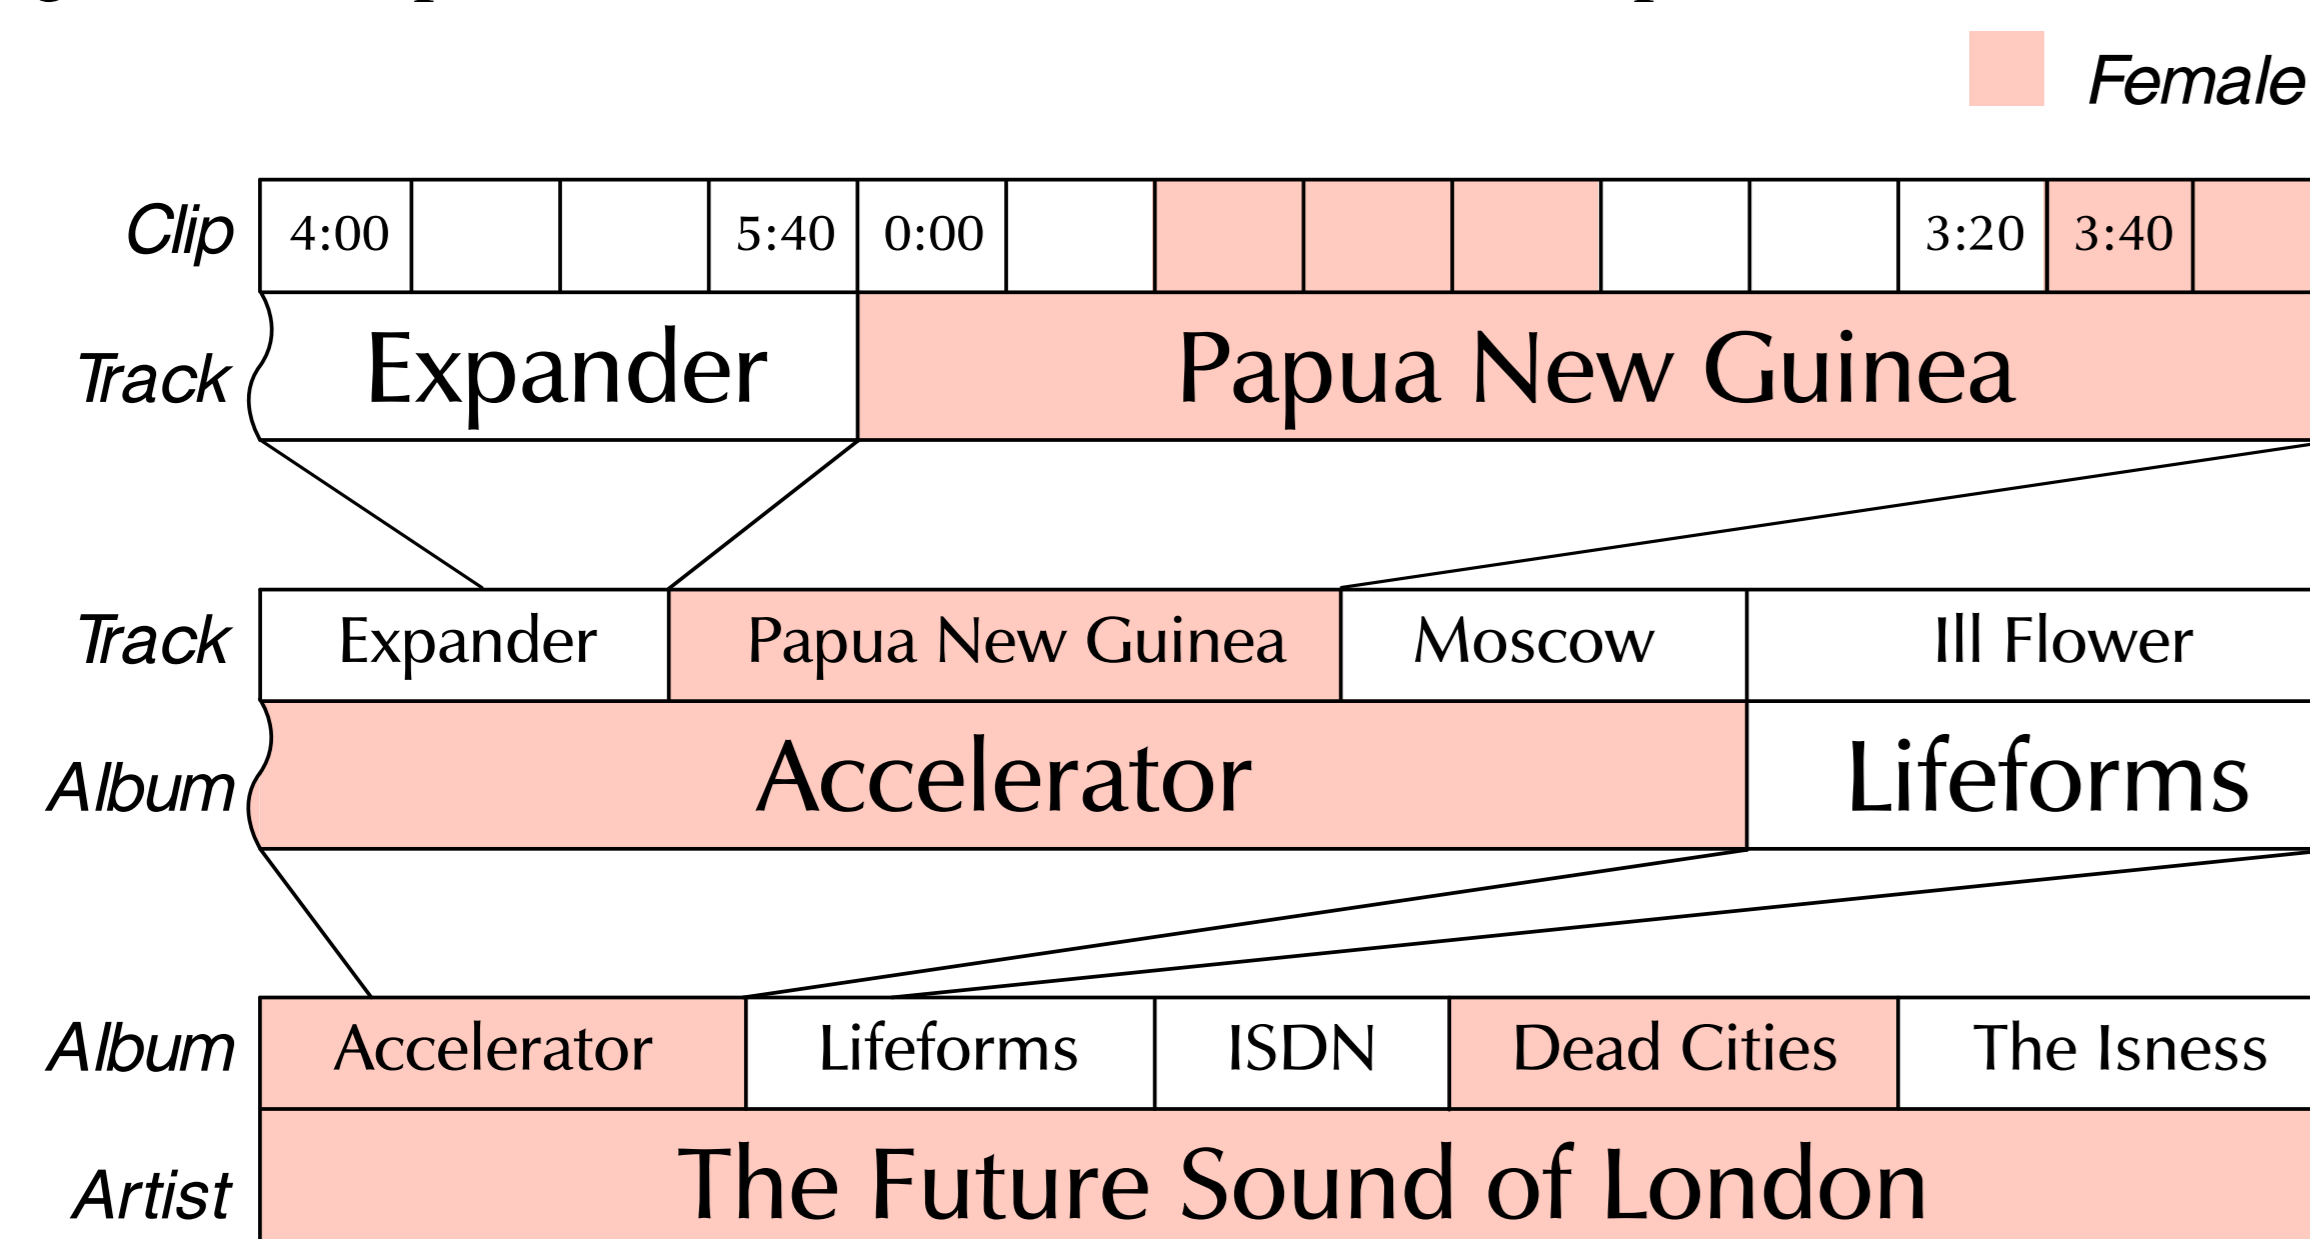 Female
Clip 4:00 5:40 0:00 3:20 3:40
Track Expander Papua New Guinea
Track Expander Papua New Guinea Moscow Ill Flower
Album Accelerator Lifeforms
Album Accelerator Lifeforms ISDN Dead Cities The Isness
Artist The Future Sound of London